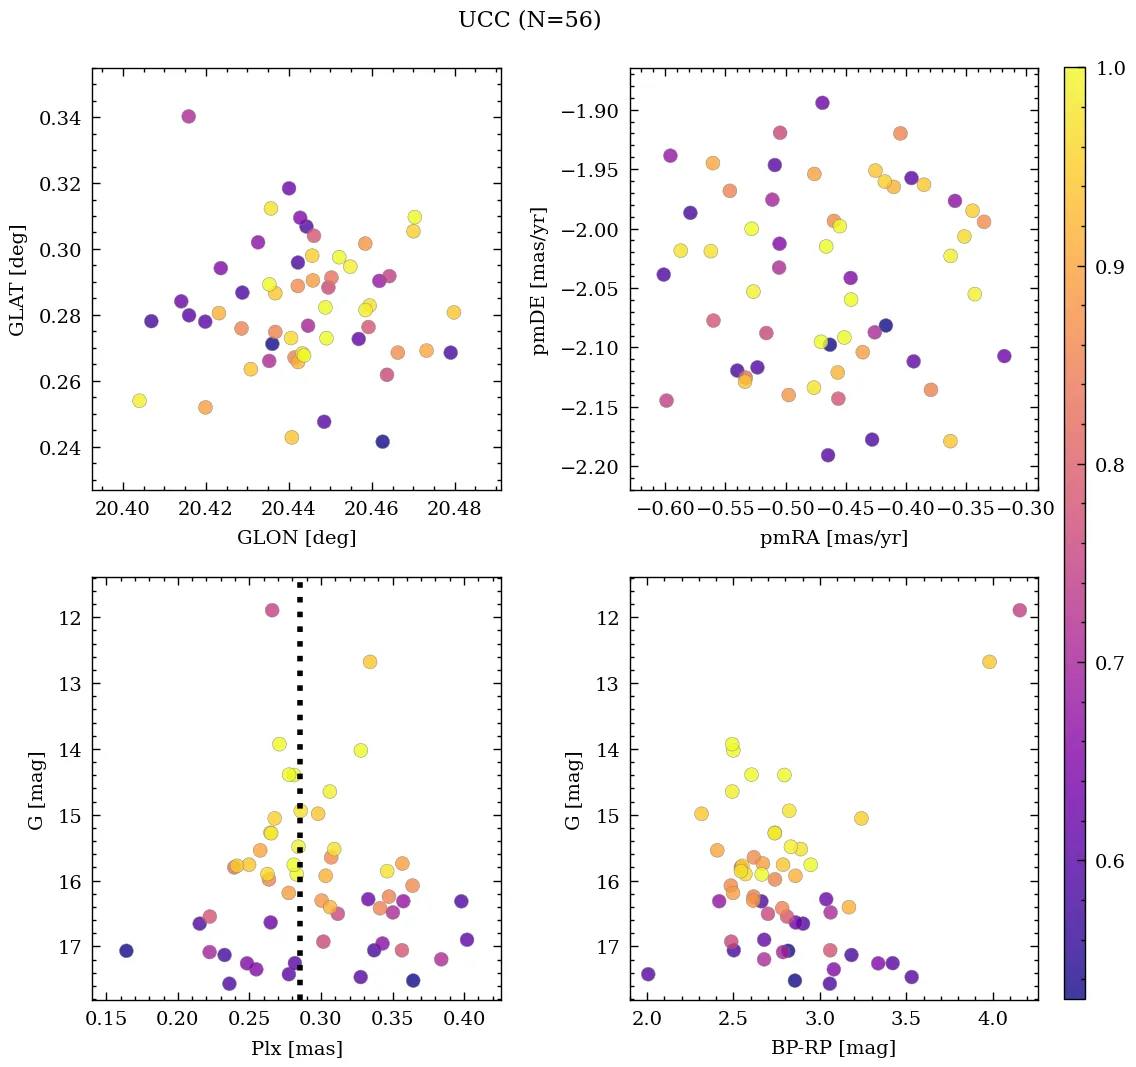 UCC (N=56)
0.34
0.32
0.30
0.28
0.26
0.24
GLAT [deg]
20.40 20.42 20.44 20.46 20.48
GLON [deg]
−1.90
−1.95
−2.00
−2.05
−2.10
−2.15
−2.20
pmDE [mas/yr]
−0.60 −0.55 −0.50 −0.45 −0.40 −0.35 −0.30
pmRA [mas/yr]
1.0
0.9
0.8
0.7
0.6
12
13
14
15
16
17
G [mag]
0.15 0.20 0.25 0.30 0.35 0.40
Plx [mas]
12
13
14
15
16
17
G [mag]
2.0 2.5 3.0 3.5 4.0
BP-RP [mag]